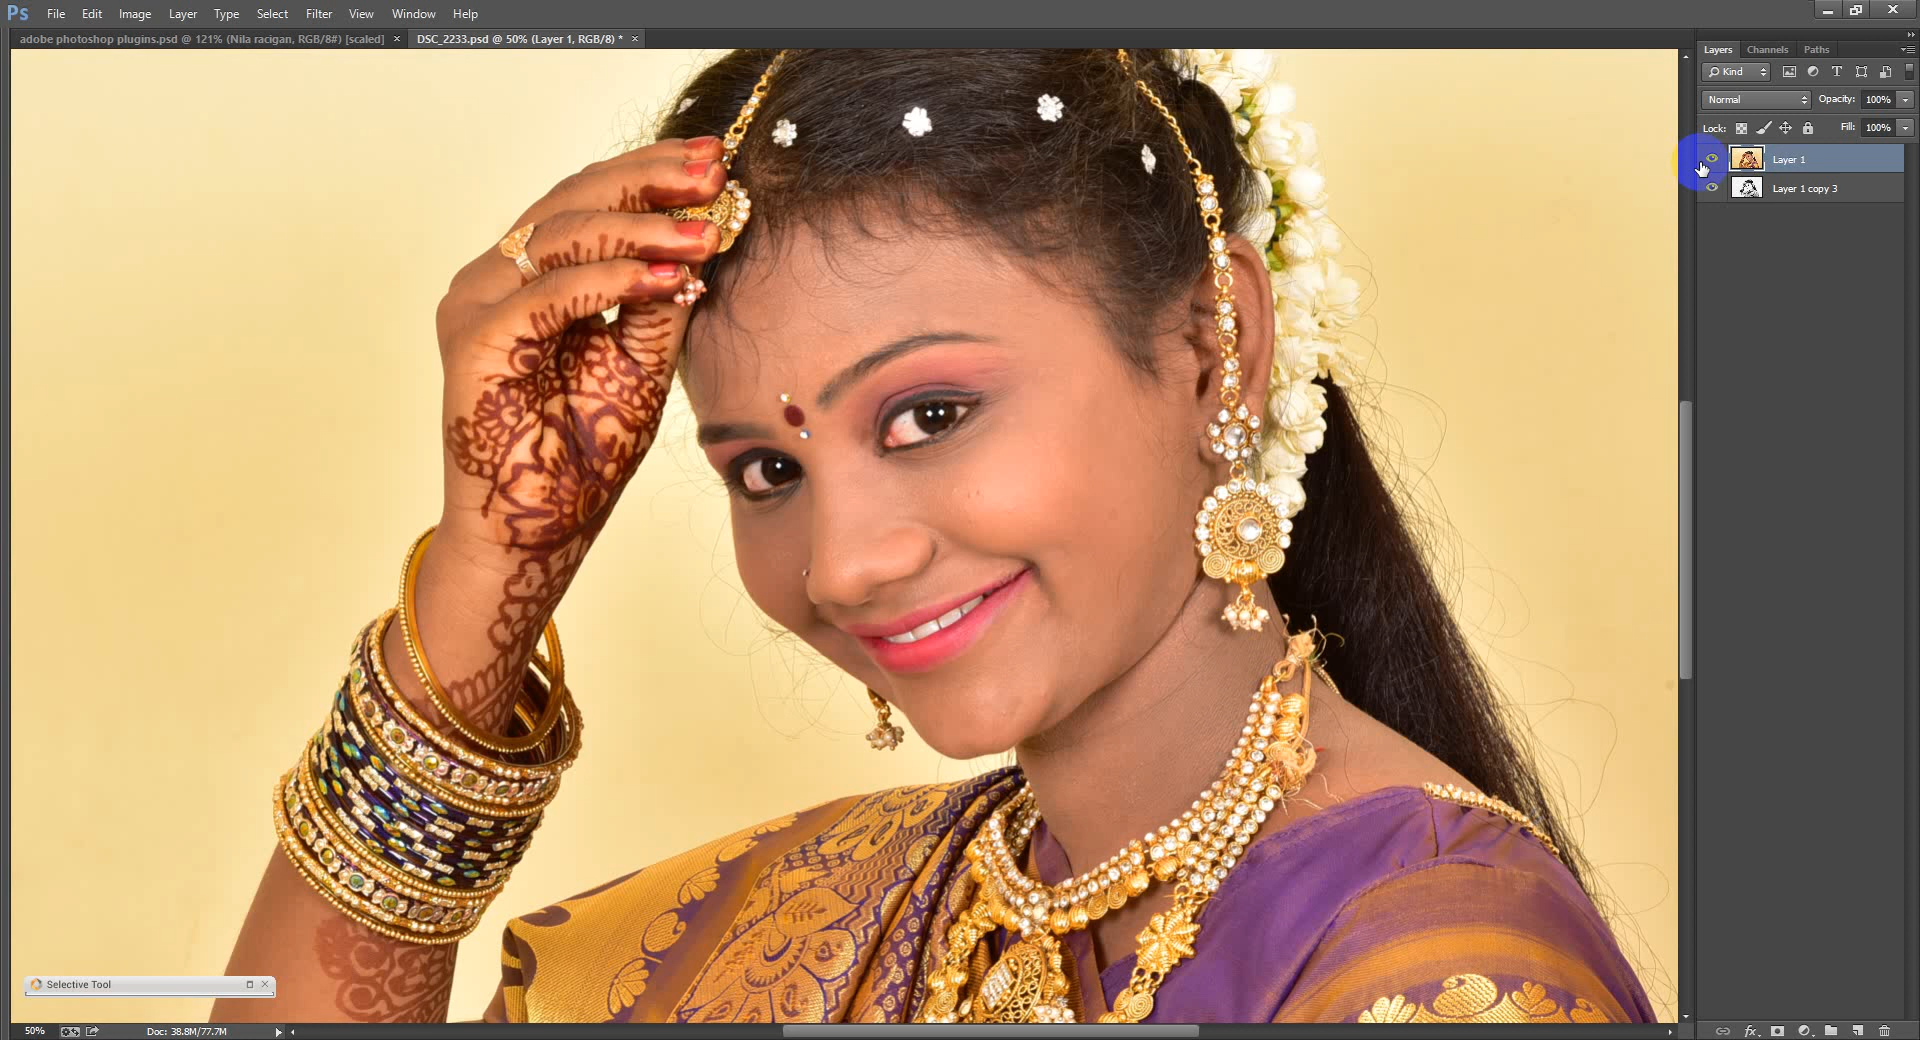 Ps File Edit Image Layer Type Select Filter View Window Help
adobe photoshop plugins.psd @ 121% (Nila racigan, RGB/8#) [scaled] × DSC_2233.psd @ 50% (Layer 1, RGB/8) * ×
Layers Channels Paths
Kind
Normal Opacity: 100%
Lock: Fill: 100%
Layer 1
Layer 1 copy 3
Selective Tool
50% Doc: 38.8M/77.7M
fx